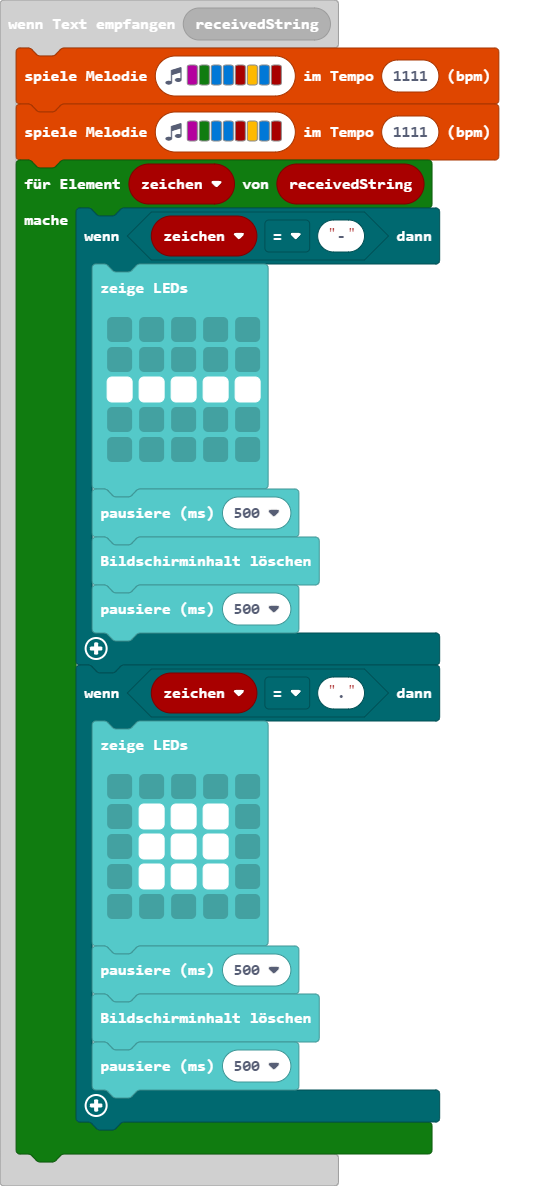 wenn Text empfangen receivedString
spiele Melodie im Tempo 1111 (bpm)
spiele Melodie im Tempo 1111 (bpm)
für Element zeichen von receivedString
mache
wenn zeichen = "-" dann
zeige LEDs
pausiere (ms) 500
Bildschirminhalt löschen
pausiere (ms) 500
wenn zeichen = "." dann
zeige LEDs
pausiere (ms) 500
Bildschirminhalt löschen
pausiere (ms) 500